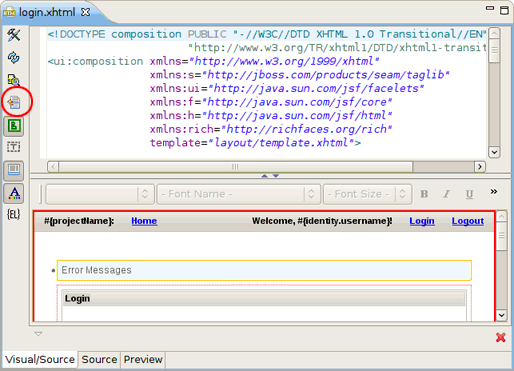 login.xhtml
<!DOCTYPE composition PUBLIC "-//W3C//DTD XHTML 1.0 Transitional//EN"
"http://www.w3.org/TR/xhtml1/DTD/xhtml1-transit
<ui:composition xmlns="http://www.w3.org/1999/xhtml"
xmlns:s="http://jboss.com/products/seam/taglib"
xmlns:ui="http://java.sun.com/jsf/facelets"
xmlns:f="http://java.sun.com/jsf/core"
xmlns:h="http://java.sun.com/jsf/html"
xmlns:rich="http://richfaces.org/rich"
template="layout/template.xhtml">
{EL}
- Font Name - - Font Size - B I U »
#{projectName}: Home Welcome, #{identity.username}! Login Logout
Error Messages
Login
Visual/Source Source Preview